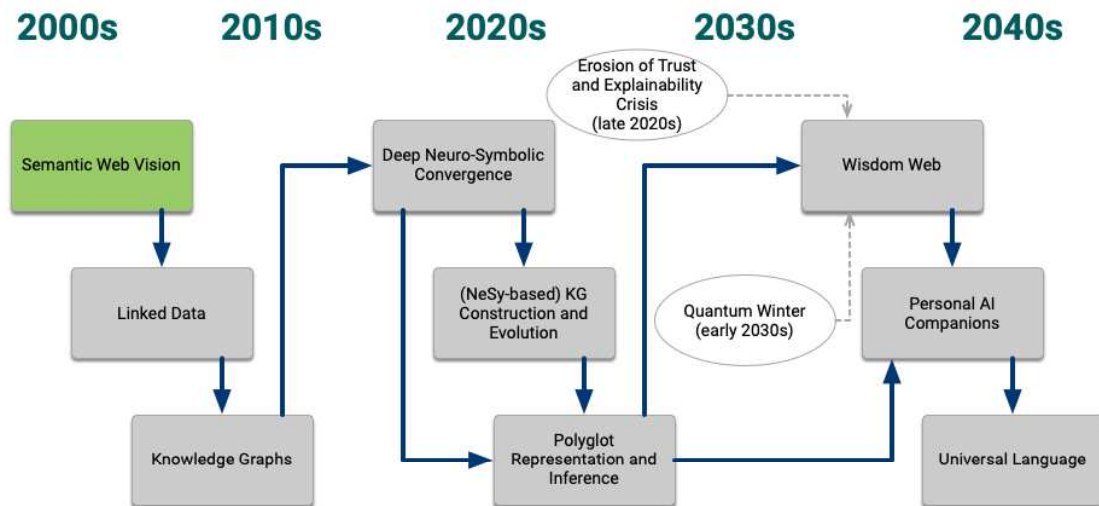 2000s
2010s
2020s
2030s
2040s
Erosion of Trust
and Explainability
Crisis
(late 2020s)
Semantic Web Vision
Deep Neuro-Symbolic
Convergence
Wisdom Web
Linked Data
(NeSy-based) KG
Construction and
Evolution
Quantum Winter
(early 2030s)
Personal AI
Companions
Knowledge Graphs
Polyglot
Representation and
Inference
Universal Language